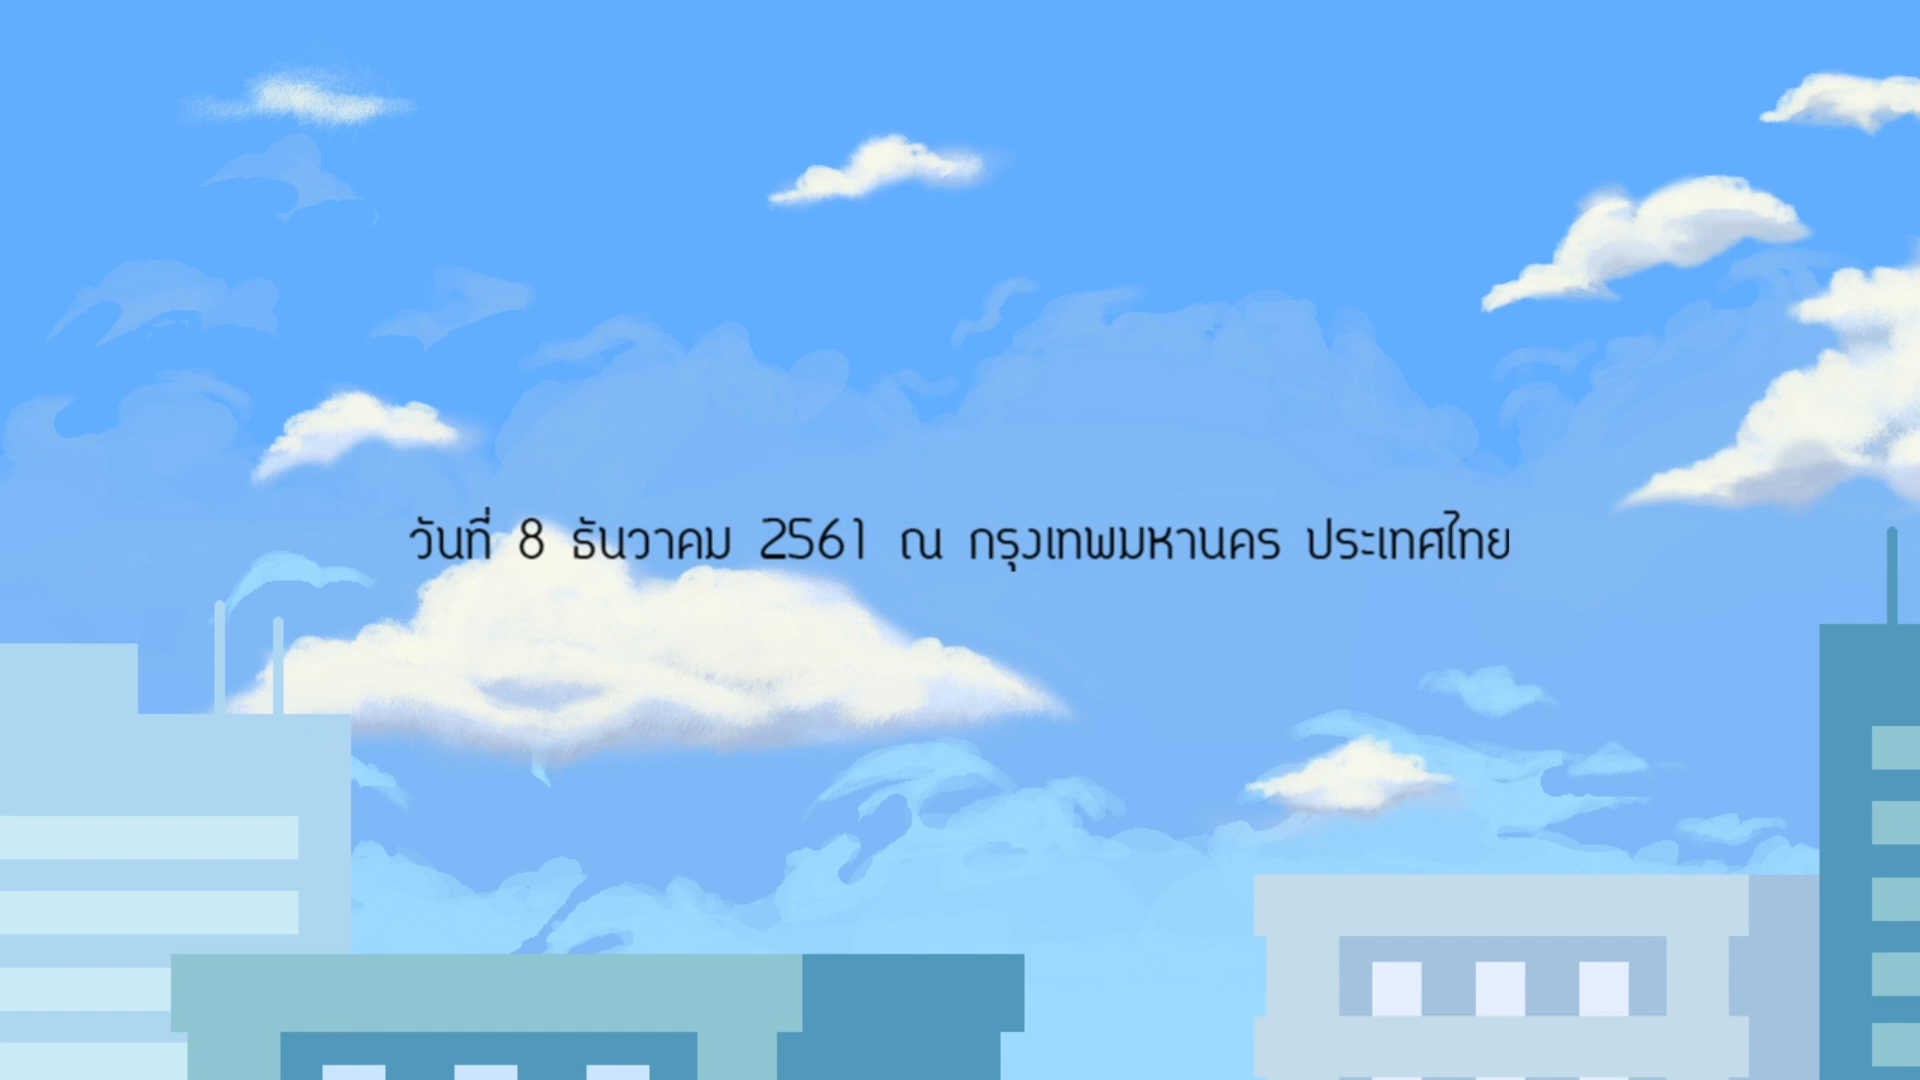 วันที่ 8 ธันวาคม 2561 ณ กรุงเทพมหานคร ประเทศไทย